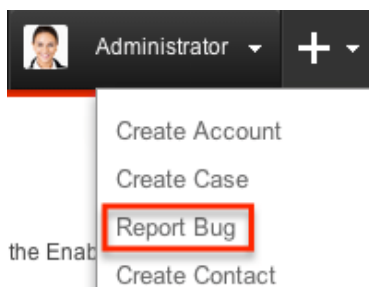 Administrator
Create Account
Create Case
Report Bug
the Enab
Create Contact